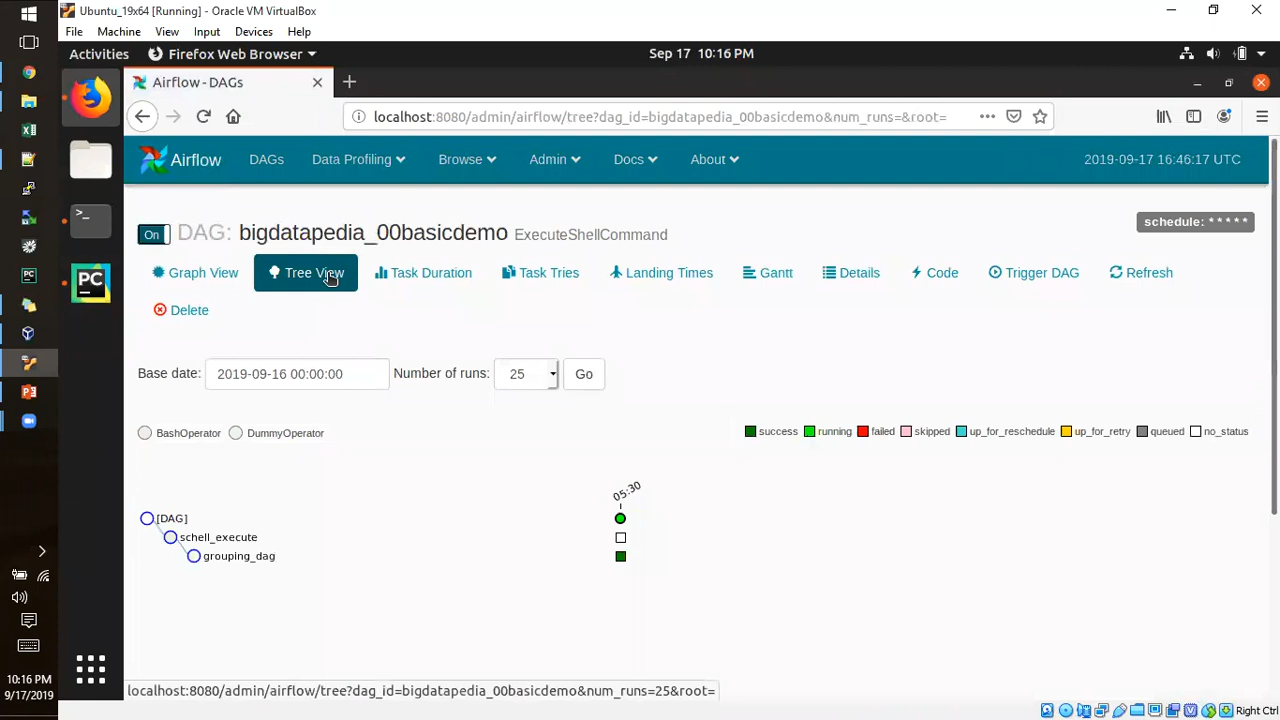 Ubuntu_19x64 [Running] - Oracle VM VirtualBox
File Machine View Input Devices Help
Activities Firefox Web Browser Sep 17 10:16 PM
Airflow - DAGs
localhost:8080/admin/airflow/tree?dag_id=bigdatapedia_00basicdemo&num_runs=&root=
Airflow DAGs Data Profiling Browse Admin Docs About 2019-09-17 16:46:17 UTC
On DAG: bigdatapedia_00basicdemo ExecuteShellCommand schedule: * * * * *
Graph View Tree View Task Duration Task Tries Landing Times Gantt Details Code Trigger DAG Refresh
Delete
Base date: 2019-09-16 00:00:00 Number of runs: 25 Go
BashOperator DummyOperator success running failed skipped up_for_reschedule up_for_retry queued no_status
05:30
[DAG]
schell_execute
grouping_dag
localhost:8080/admin/airflow/tree?dag_id=bigdatapedia_00basicdemo&num_runs=25&root=
10:16 PM
9/17/2019
Right Ctrl